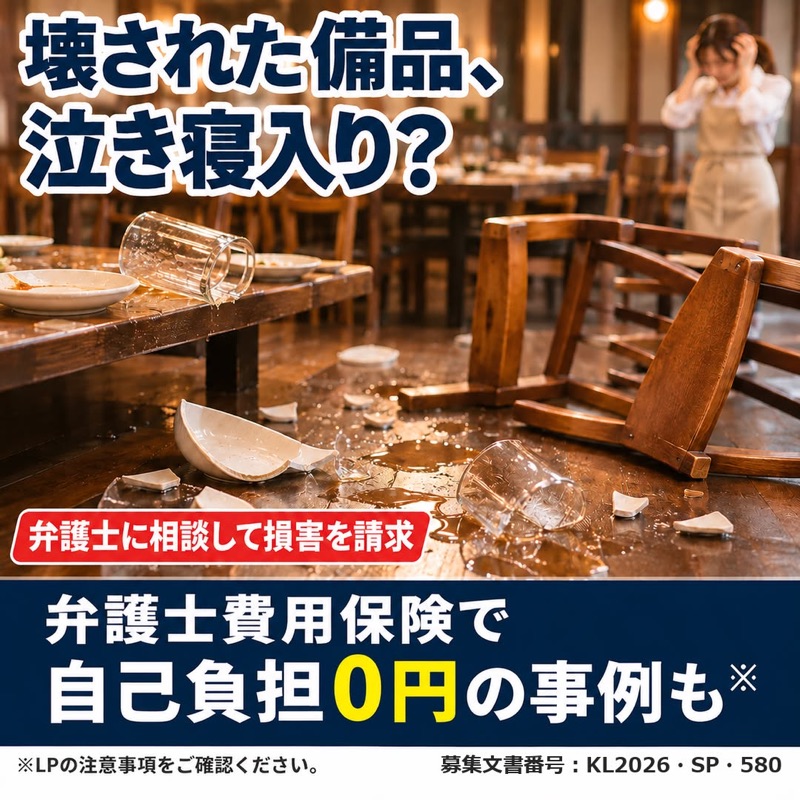 壊された備品、
泣き寝入り？
弁護士に相談して損害を請求
弁護士費用保険で
自己負担0円の事例も※
※LPの注意事項をご確認ください。
募集文書番号：KL2026・SP・580